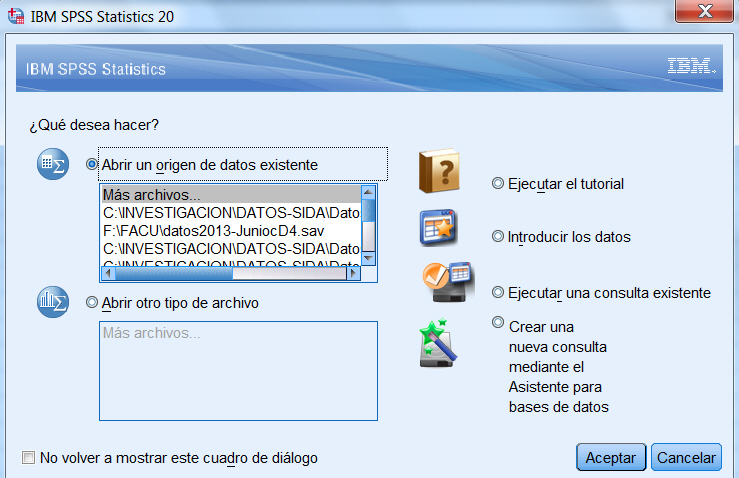 IBM SPSS Statistics 20
IBM SPSS Statistics
IBM.
¿Qué desea hacer?
Abrir un origen de datos existente
Más archivos...
C:\INVESTIGACION\DATOS-SIDA\Dato
F:\FACU\datos2013-JuniocD4.sav
C:\INVESTIGACION\DATOS-SIDA\Dato
C:\INVESTIGACION\DATOS-SIDA\Dato
Abrir otro tipo de archivo
Más archivos...
Ejecutar el tutorial
Introducir los datos
Ejecutar una consulta existente
Crear una
nueva consulta
mediante el
Asistente para
bases de datos
No volver a mostrar este cuadro de diálogo
Aceptar
Cancelar